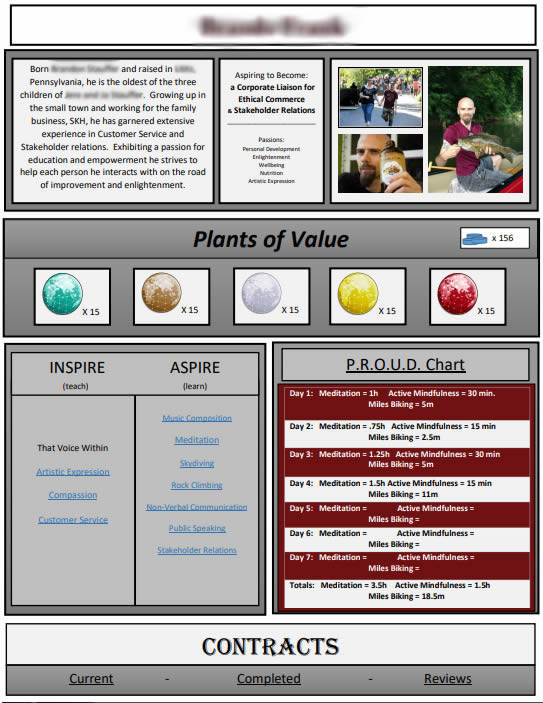 Born and raised in
Pennsylvania, he is the oldest of the three
children of Growing up in
the small town and working for the family
business, SKH, he has garnered extensive
experience in Customer Service and
Stakeholder relations. Exhibiting a passion for
education and empowerment he strives to
help each person he interacts with on the road
of improvement and enlightenment.
Aspiring to Become:
a Corporate Liaison for
Ethical Commerce
& Stakeholder Relations
Passions:
Personal Development
Enlightenment
Wellbeing
Nutrition
Artistic Expression
Plants of Value
x 156
X 15
X 15
X 15
X 15
X 15
INSPIRE
(teach)
That Voice Within
Artistic Expression
Compassion
Customer Service
ASPIRE
(learn)
Music Composition
Meditation
Skydiving
Rock Climbing
Non-Verbal Communication
Public Speaking
Stakeholder Relations
P.R.O.U.D. Chart
Day 1: Meditation = 1h Active Mindfulness = 30 min.
Miles Biking = 5m
Day 2: Meditation = .75h Active Mindfulness = 15 min
Miles Biking = 2.5m
Day 3: Meditation = 1.25h Active Mindfulness = 30 min
Miles Biking = 5m
Day 4: Meditation = 1.5h Active Mindfulness = 15 min
Miles Biking = 11m
Day 5: Meditation = Active Mindfulness =
Miles Biking =
Day 6: Meditation = Active Mindfulness =
Miles Biking =
Day 7: Meditation = Active Mindfulness =
Miles Biking =
Totals: Meditation = 3.5h Active Mindfulness = 1.5h
Miles Biking = 18.5m
CONTRACTS
Current - Completed - Reviews